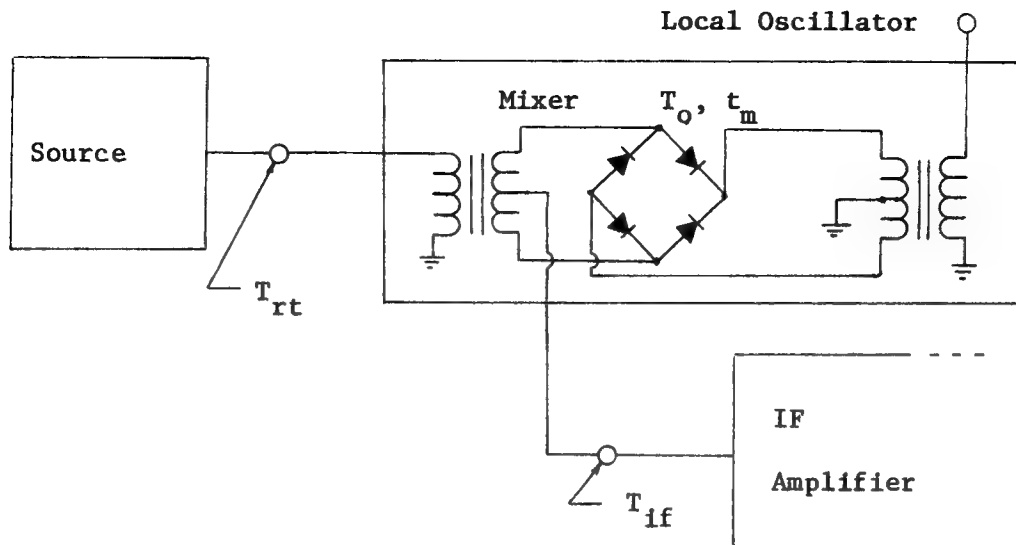 Local Oscillator
Mixer
T_o, t_m
Source
T_rt
IF
Amplifier
T_if